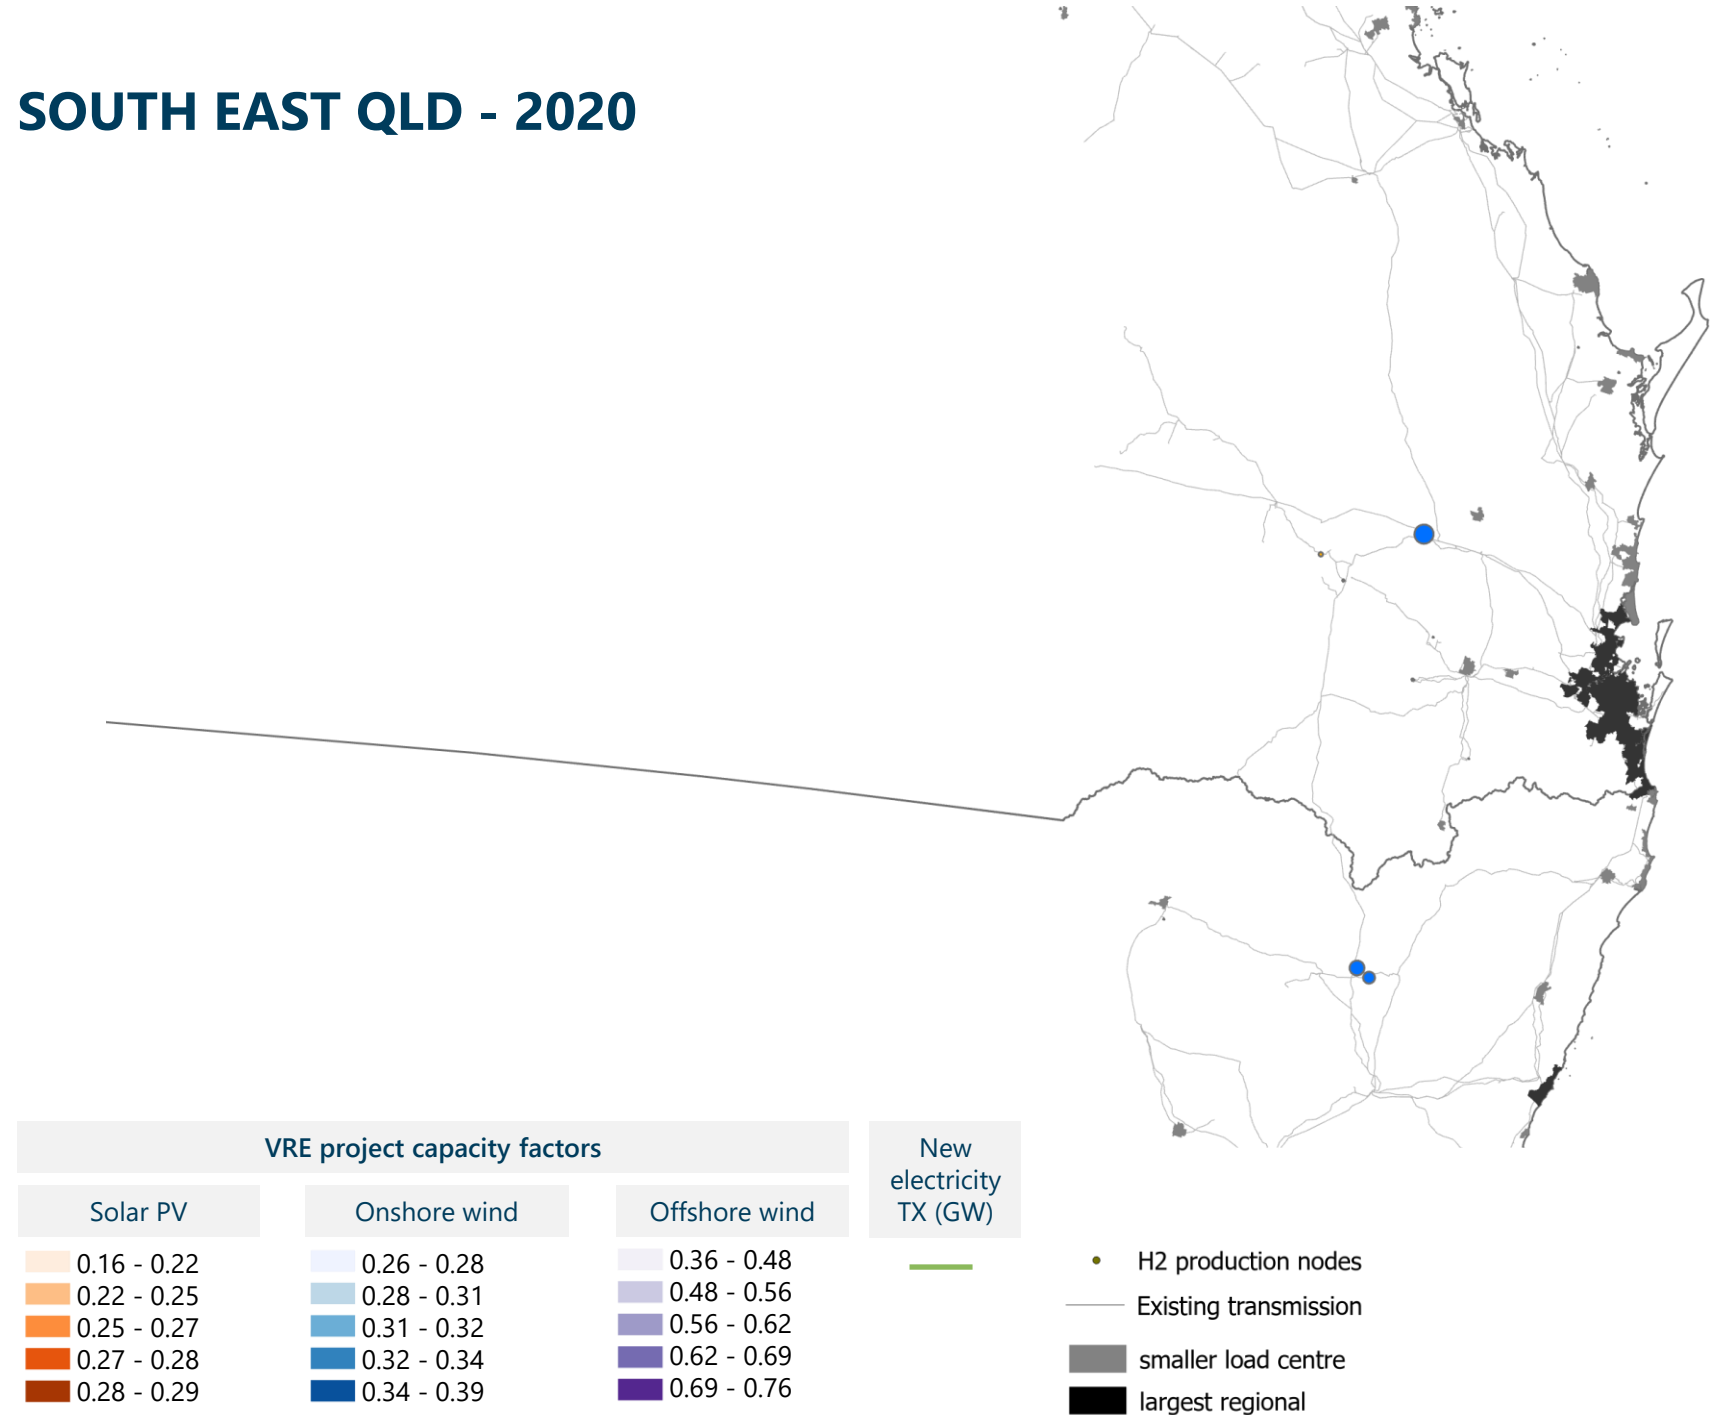 SOUTH EAST QLD - 2020
VRE project capacity factors
Solar PV
0.16 - 0.22
0.22 - 0.25
0.25 - 0.27
0.27 - 0.28
0.28 - 0.29
Onshore wind
0.26 - 0.28
0.28 - 0.31
0.31 - 0.32
0.32 - 0.34
0.34 - 0.39
Offshore wind
0.36 - 0.48
0.48 - 0.56
0.56 - 0.62
0.62 - 0.69
0.69 - 0.76
New
electricity
TX (GW)
H2 production nodes
Existing transmission
smaller load centre
largest regional